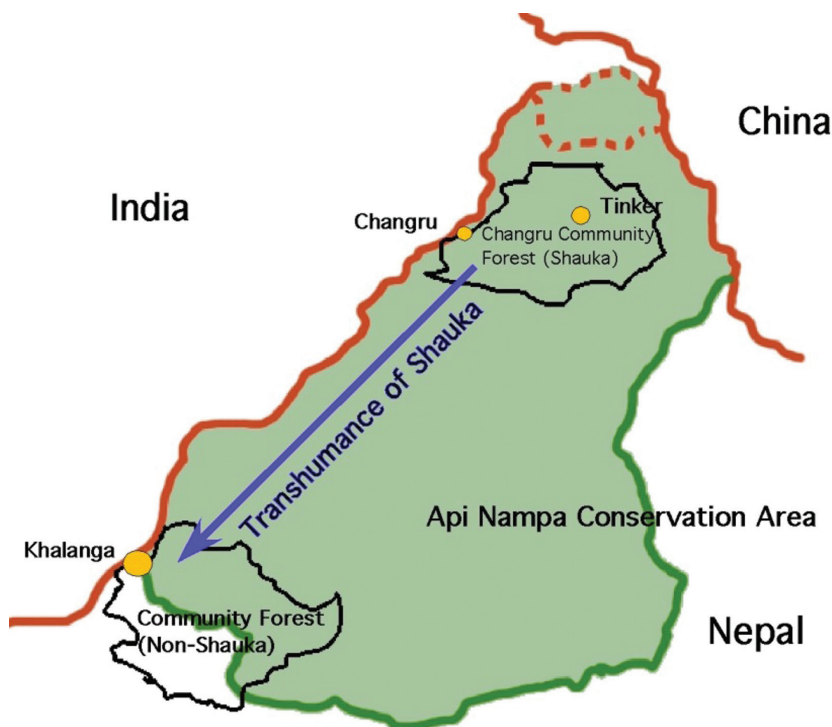 China
India
Tinker
Changru
Changru Community
Forest (Shauka)
Transhumance of Shauka
Api Nampa Conservation Area
Khalanga
Community Forest
(Non-Shauka)
Nepal